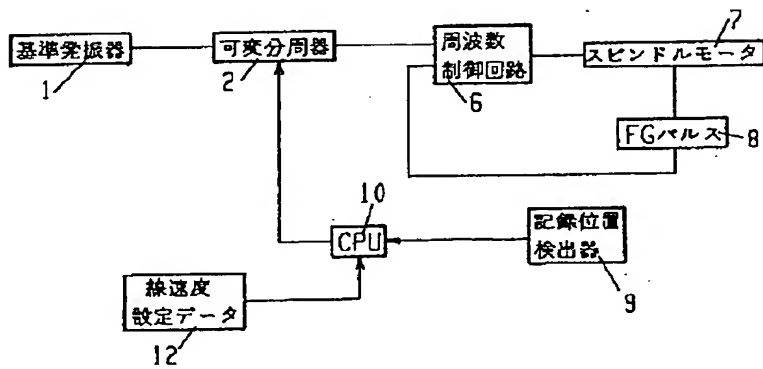 基準発振器
1
可変分周器
2
周波数
制御回路
6
スピンドルモータ
7
FGパルス
8
CPU
10
記録位置
検出器
9
線速度
設定データ
12